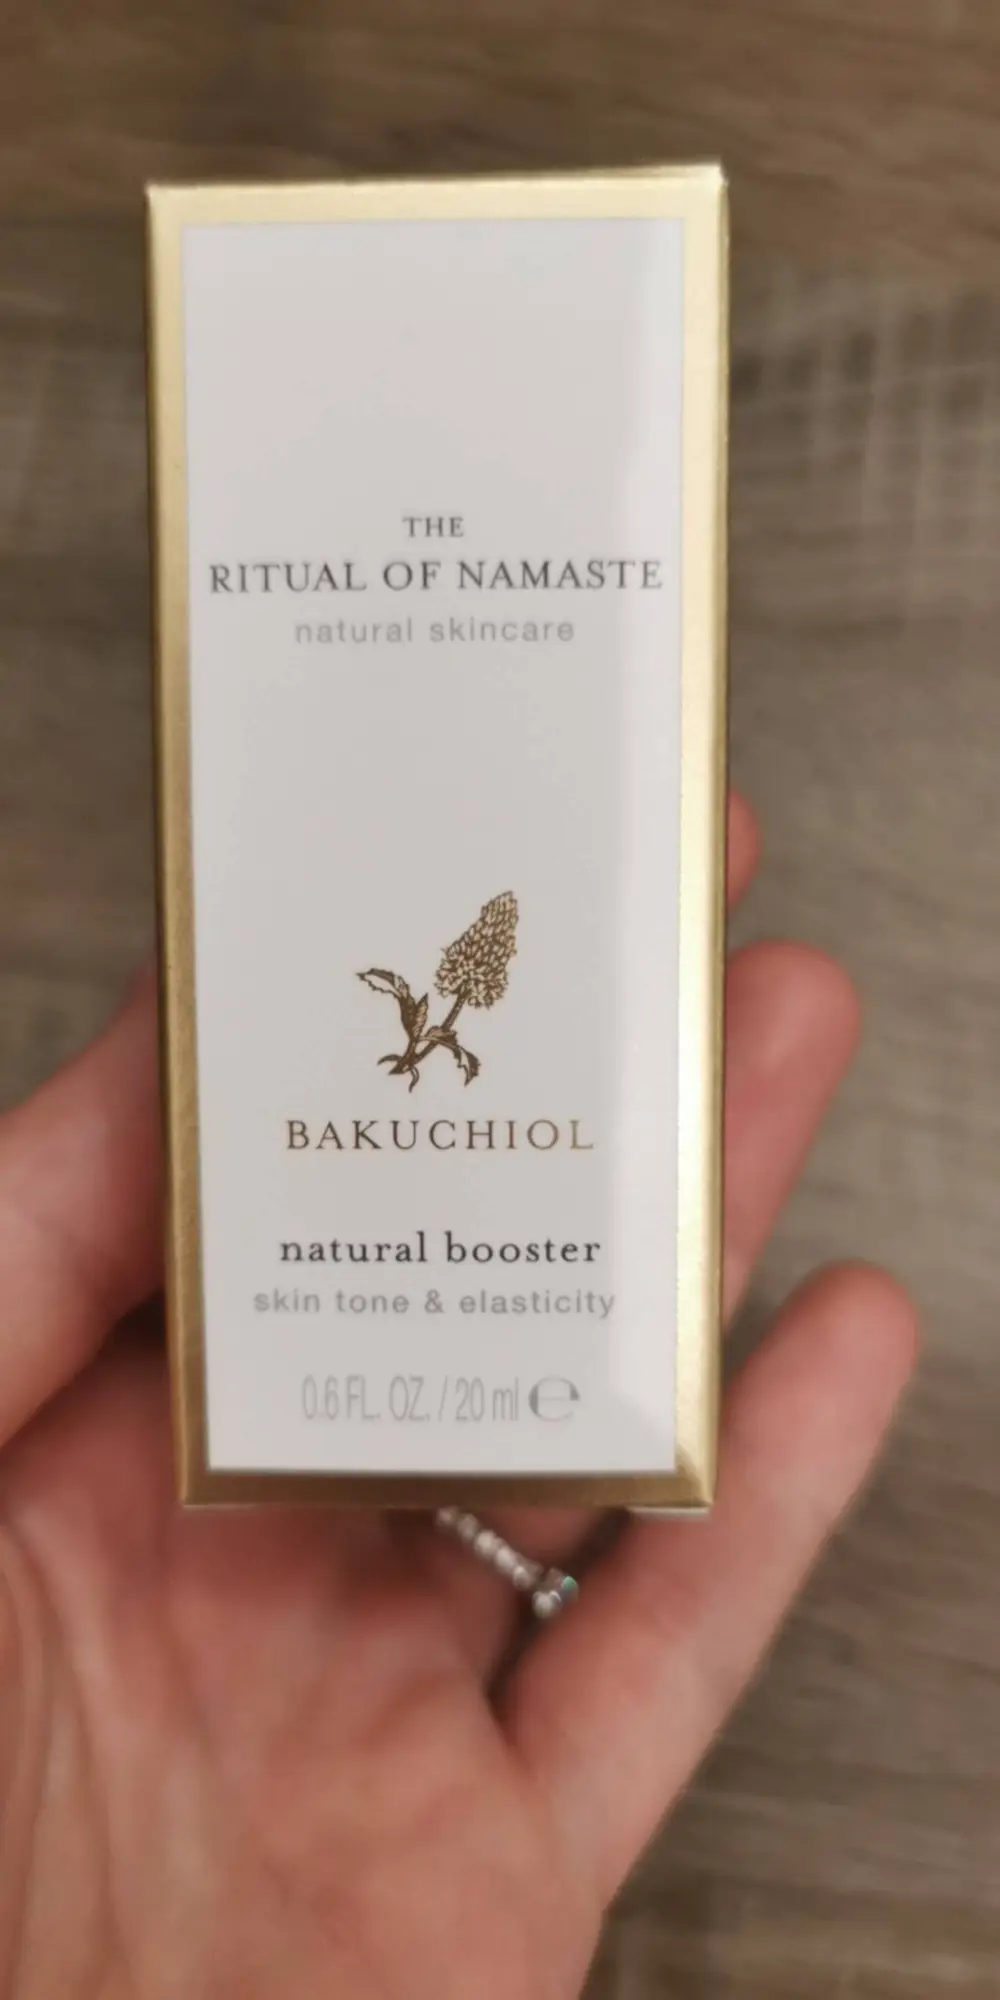 THE
RITUAL OF NAMASTE
natural skincare
BAKUCHIOL
natural booster
skin tone & elasticity
0.6 FL. OZ. / 20 ml ℮